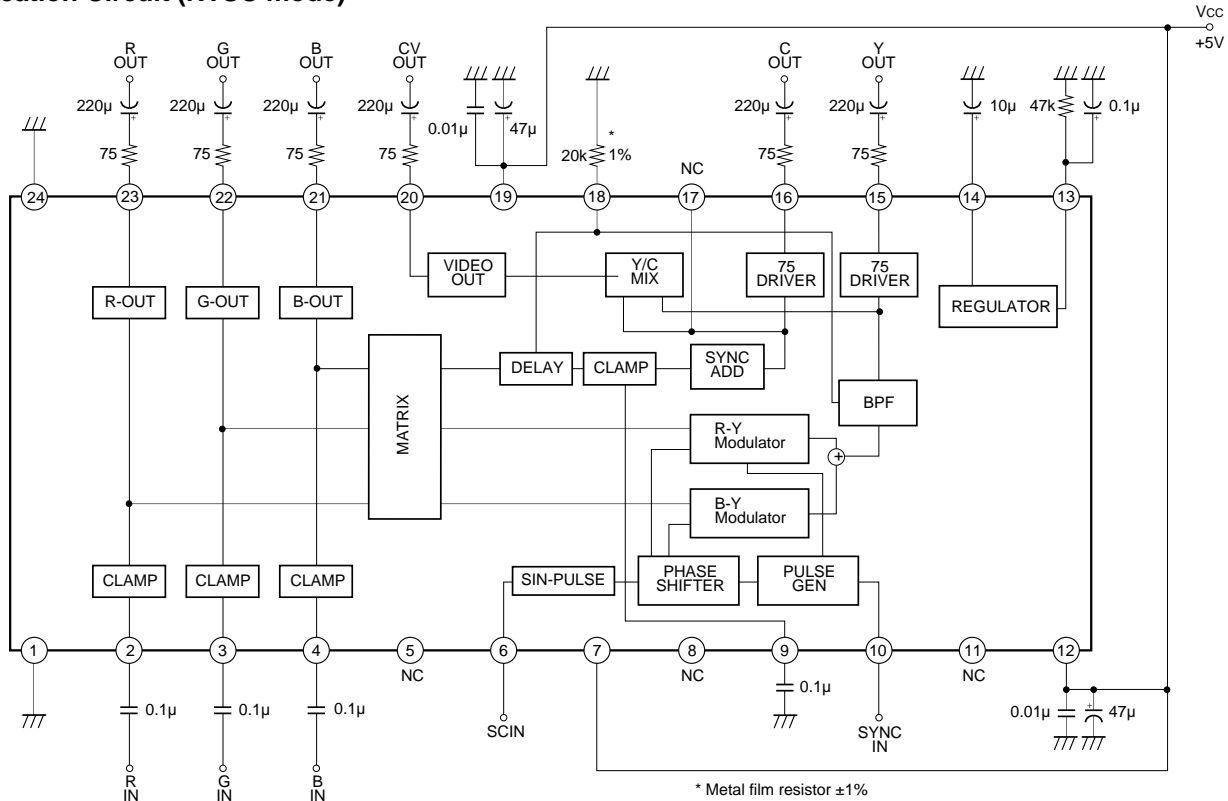 Vcc
+5V
R
OUT
G
OUT
B
OUT
CV
OUT
C
OUT
Y
OUT
220µ
220µ
220µ
220µ
0.01µ
47µ
*
20k
1%
220µ
220µ
10µ
47k
0.1µ
75
75
75
75
75
75
NC
24
23
22
21
20
19
18
17
16
15
14
13
VIDEO
OUT
Y/C
MIX
75
DRIVER
75
DRIVER
R-OUT
G-OUT
B-OUT
REGULATOR
MATRIX
DELAY
CLAMP
SYNC
ADD
BPF
R-Y
Modulator
+
B-Y
Modulator
CLAMP
CLAMP
CLAMP
SIN-PULSE
PHASE
SHIFTER
PULSE
GEN
1
2
3
4
5
6
7
8
9
10
11
12
NC
NC
NC
0.1µ
0.1µ
0.1µ
0.1µ
0.01µ
47µ
SCIN
SYNC
IN
R
IN
G
IN
B
IN
* Metal film resistor ±1%